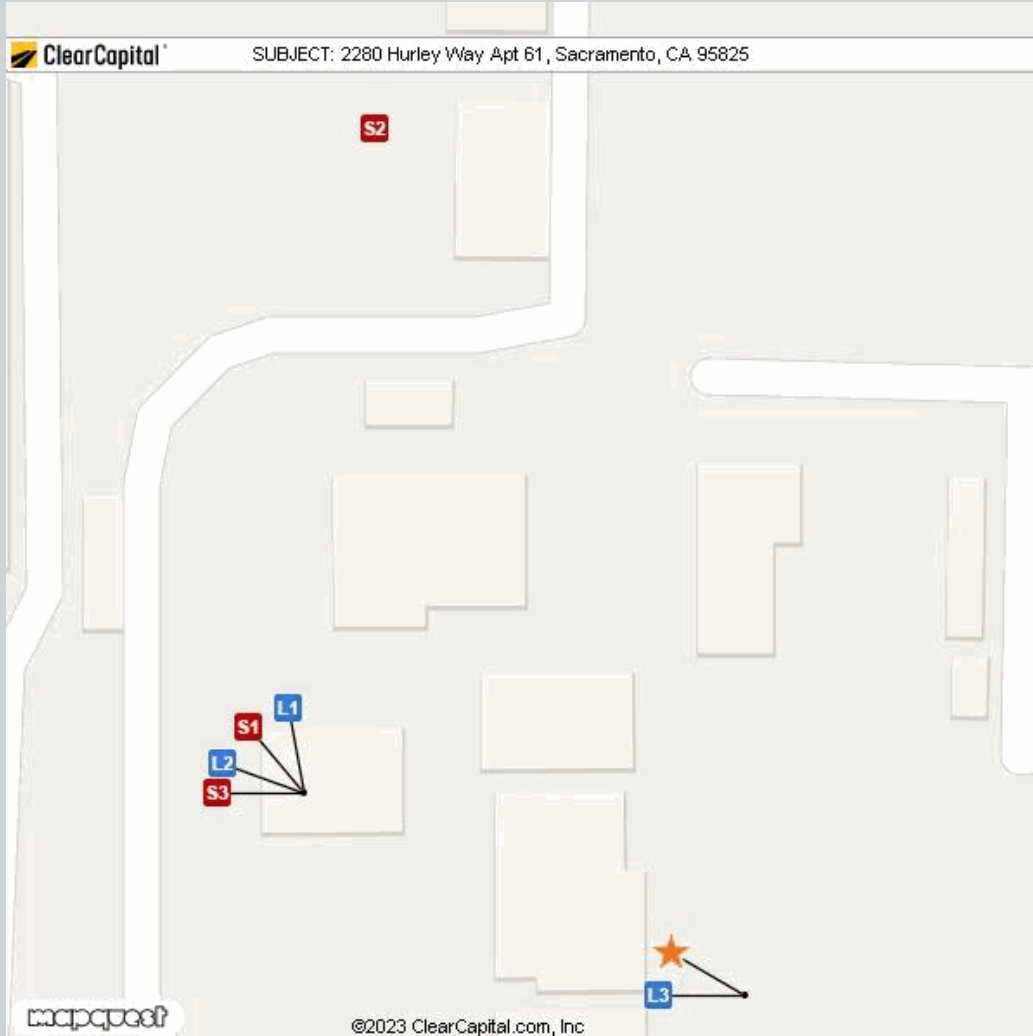 ClearCapital
SUBJECT: 2280 Hurley Way Apt 61, Sacramento, CA 95825
S2
L1
S1
L2
S3
L3
mapquest
©2023 ClearCapital.com, Inc